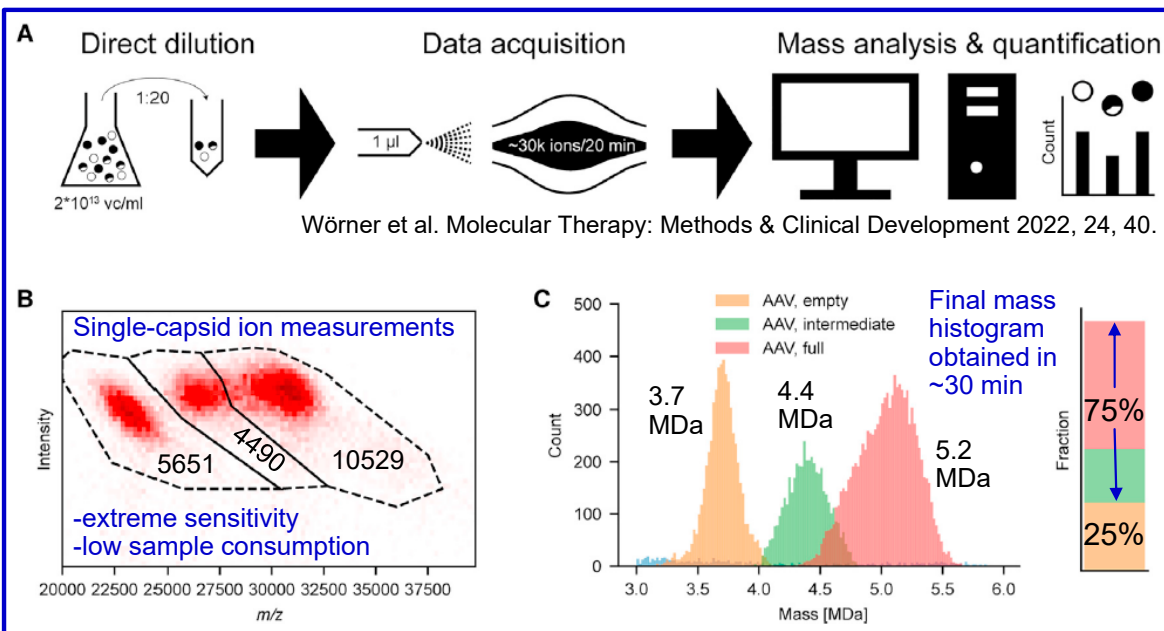 A
Direct dilution
Data acquisition
Mass analysis & quantification
1:20
1 µl
~30k ions/20 min
Count
2*10¹³ vc/ml
Wörner et al. Molecular Therapy: Methods & Clinical Development 2022, 24, 40.
B
Single-capsid ion measurements
Intensity
5651
4490
10529
-extreme sensitivity
-low sample consumption
20000 22500 25000 27500 30000 32500 35000 37500
m/z
C
500
400
300
200
100
0
Count
AAV, empty
AAV, intermediate
AAV, full
3.7
MDa
4.4
MDa
5.2
MDa
3.0 3.5 4.0 4.5 5.0 5.5 6.0
Mass [MDa]
Final mass
histogram
obtained in
~30 min
Fraction
75%
25%